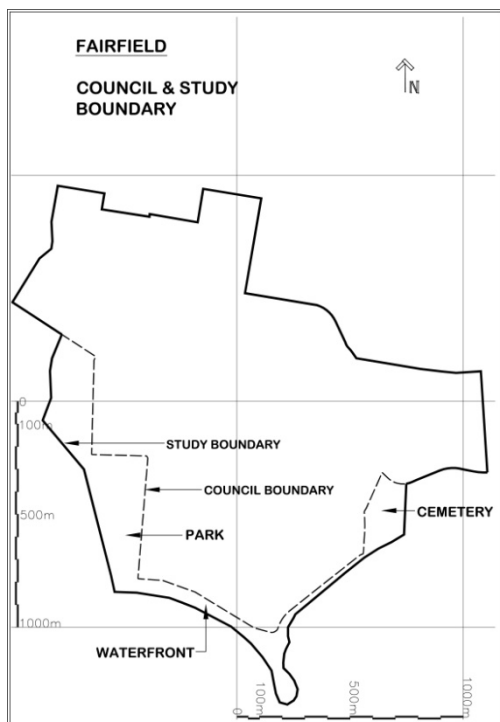 FAIRFIELD
COUNCIL & STUDY
BOUNDARY
N
0
100m
STUDY BOUNDARY
COUNCIL BOUNDARY
500m
CEMETERY
PARK
1000m
WATERFRONT
0
100m
500m
1000m